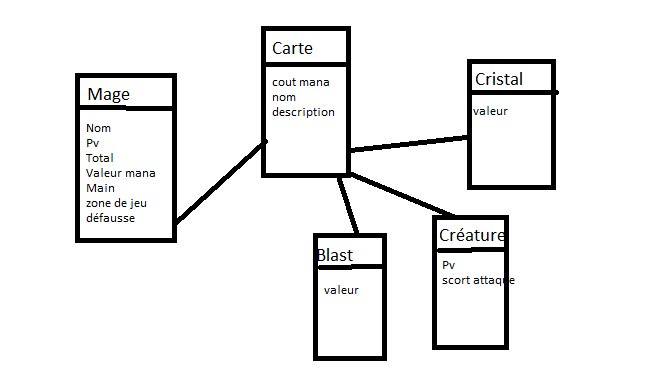 Mage
Nom
Pv
Total
Valeur mana
Main
zone de jeu
défausse
Carte
cout mana
nom
description
Cristal
valeur
Blast
valeur
Créature
Pv
scort attaque